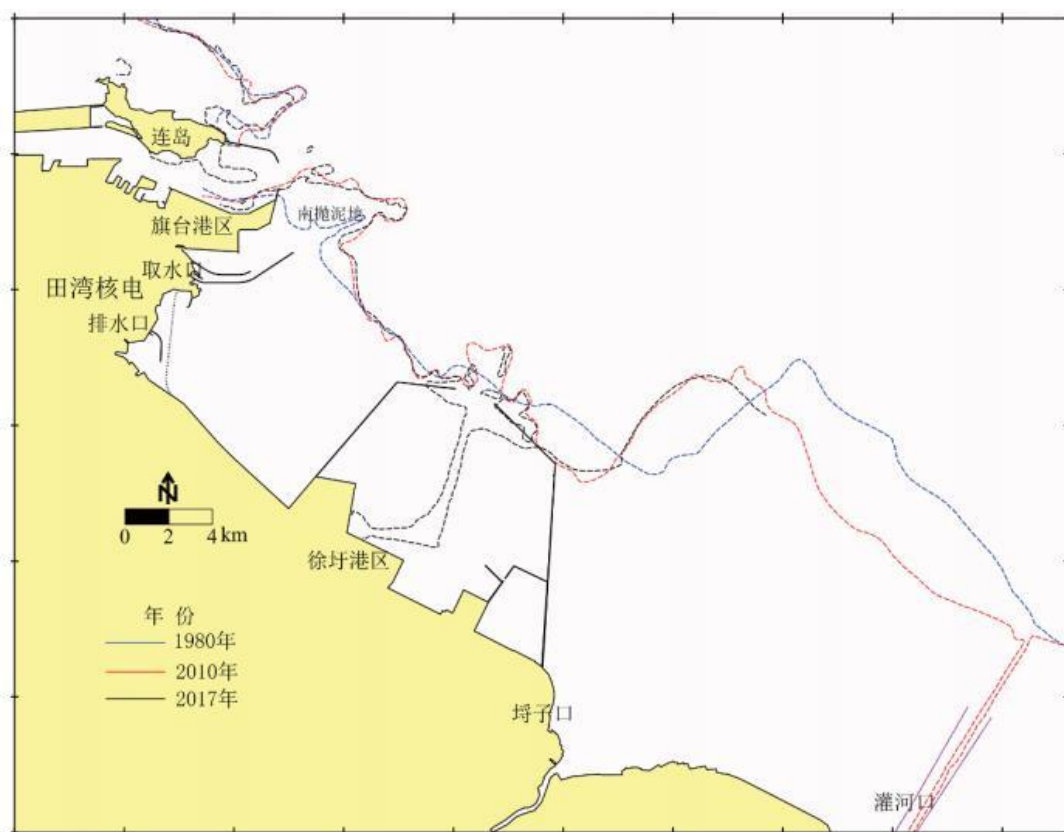 连岛
南抛泥地
旗台港区
取水口
田湾核电
排水口
N
0 2 4 km
徐圩港区
年 份
1980年
2010年
2017年
埒子口
灌河口